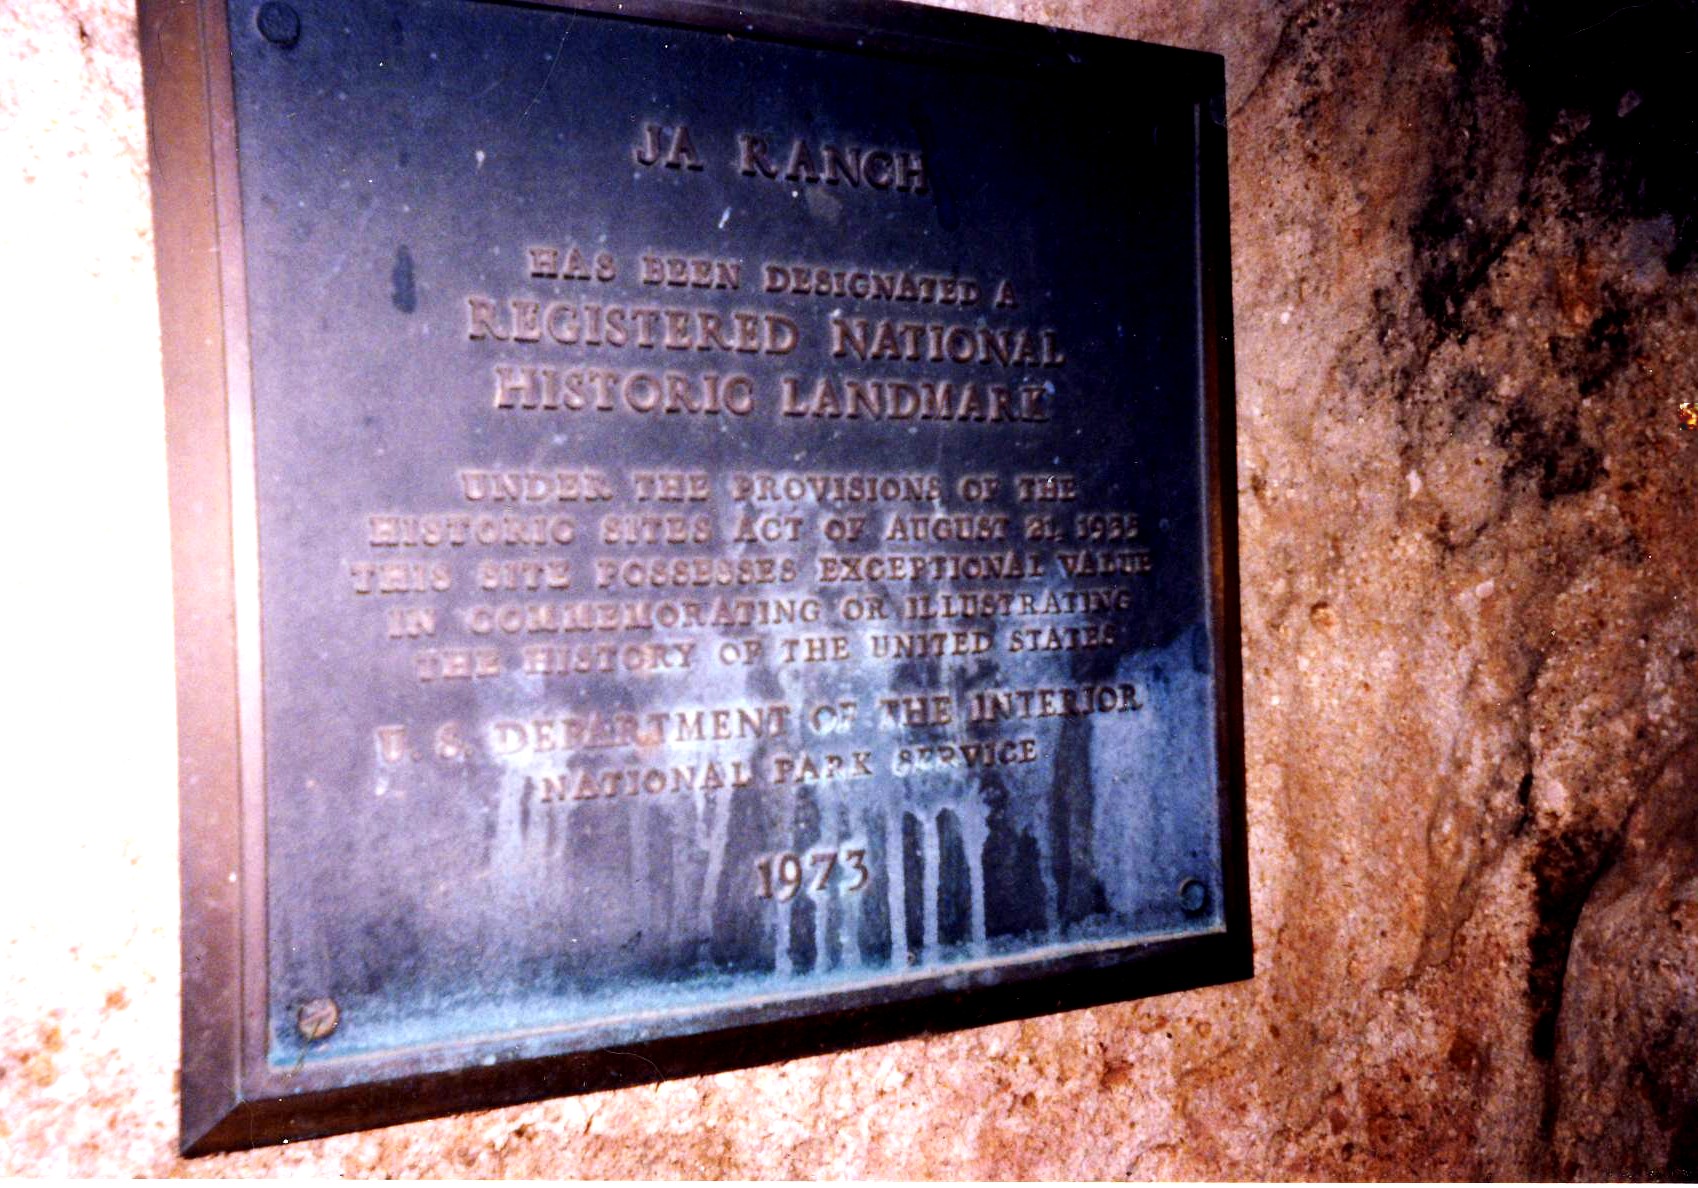 JA RANCH
HAS BEEN DESIGNATED A
REGISTERED NATIONAL
HISTORIC LANDMARK
UNDER THE PROVISIONS OF THE
HISTORIC SITES ACT OF AUGUST 21, 1935
THIS SITE POSSESSES EXCEPTIONAL VALUE
IN COMMEMORATING OR ILLUSTRATING
THE HISTORY OF THE UNITED STATES
U. S. DEPARTMENT OF THE INTERIOR
NATIONAL PARK SERVICE
1973